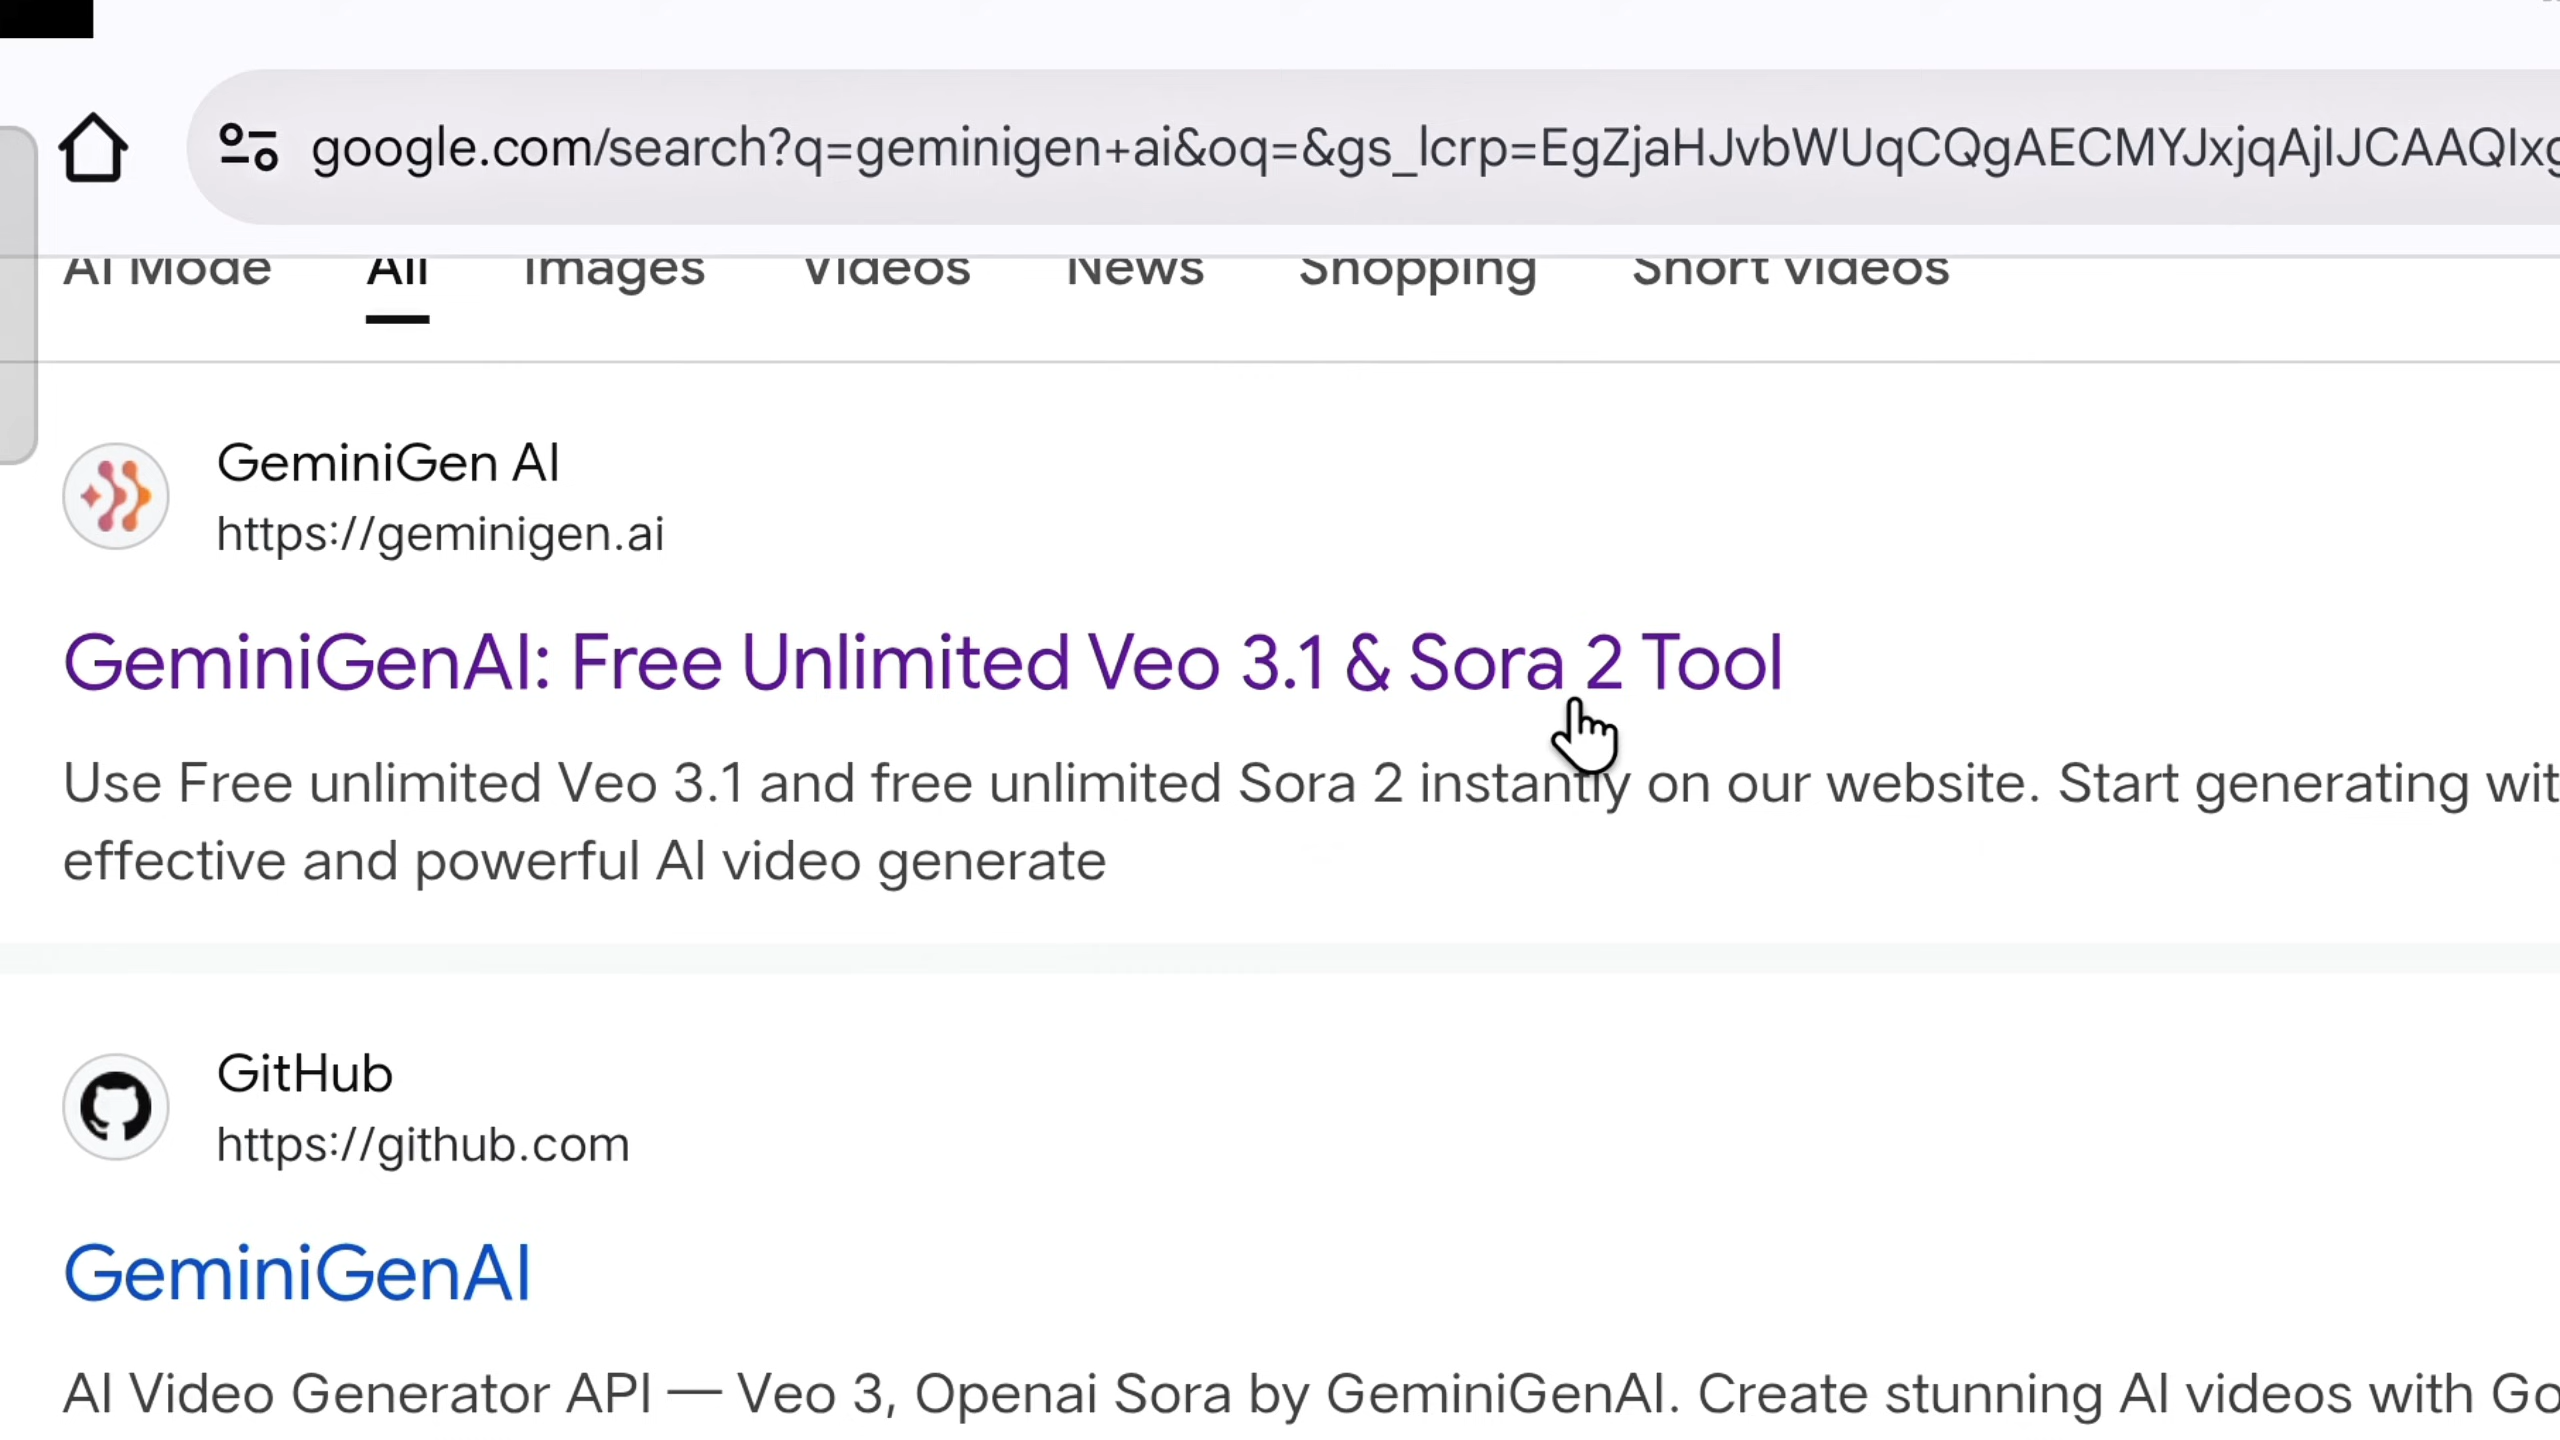 google.com/search?q=geminigen+ai&oq=&gs_lcrp=EgZjaHJvbWUqCQgAECMYJxjqAjIJCAAQIxg
AI Mode All Images Videos News Shopping Short videos
GeminiGen AI
https://geminigen.ai
GeminiGenAI: Free Unlimited Veo 3.1 & Sora 2 Tool
Use Free unlimited Veo 3.1 and free unlimited Sora 2 instantly on our website. Start generating wit
effective and powerful AI video generate
GitHub
https://github.com
GeminiGenAI
AI Video Generator API — Veo 3, Openai Sora by GeminiGenAI. Create stunning AI videos with Go